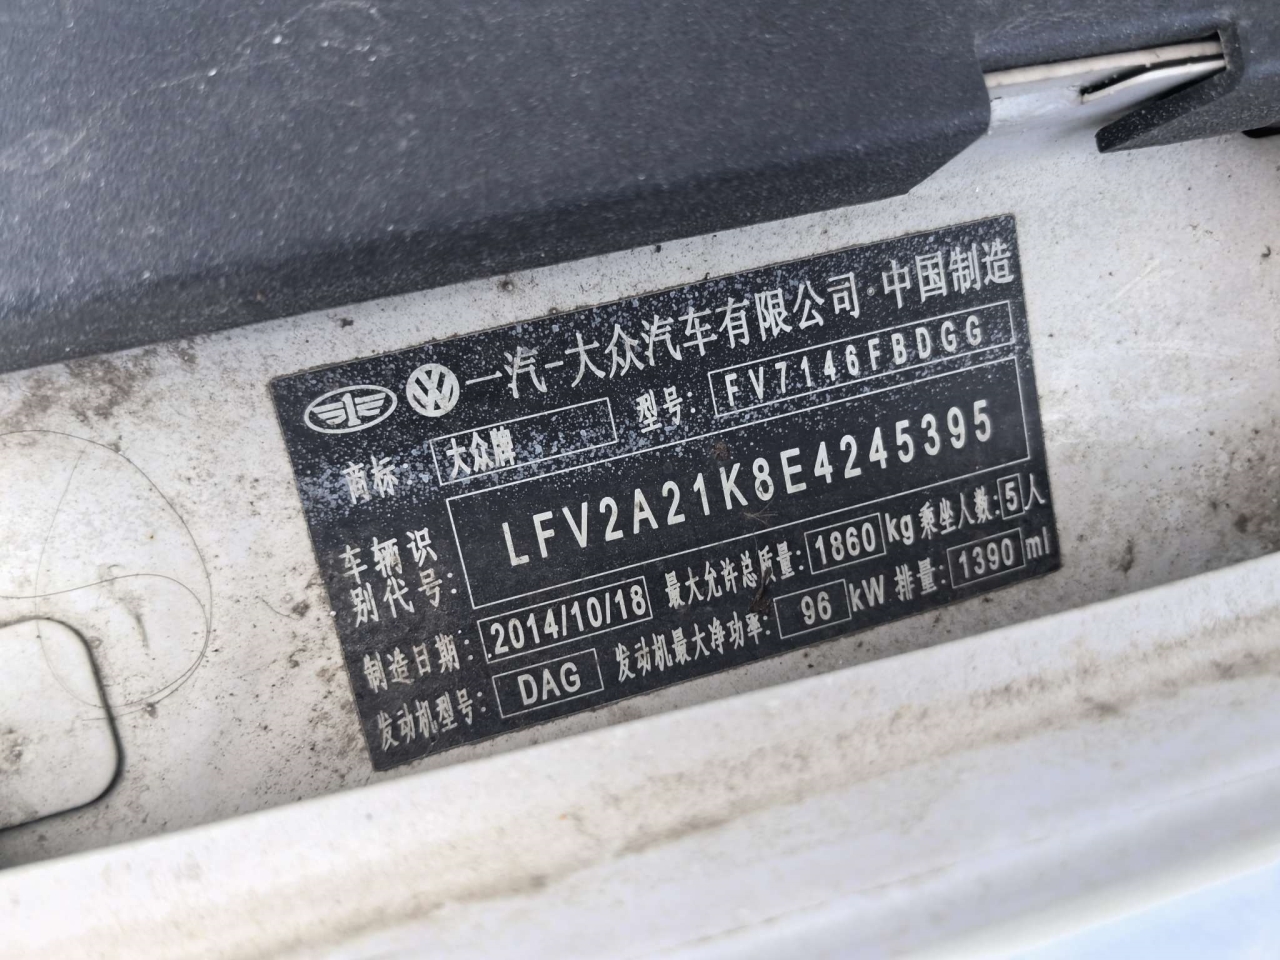 一汽-大众汽车有限公司·中国制造
商标: 大众牌 型号: FV7146FBDGG
车辆识别代号: LFV2A21K8E4245395
制造日期: 2014/10/18 最大允许总质量: 1860 kg 乘坐人数: 5 人
发动机型号: DAG 发动机最大净功率: 96 kW 排量: 1390 ml